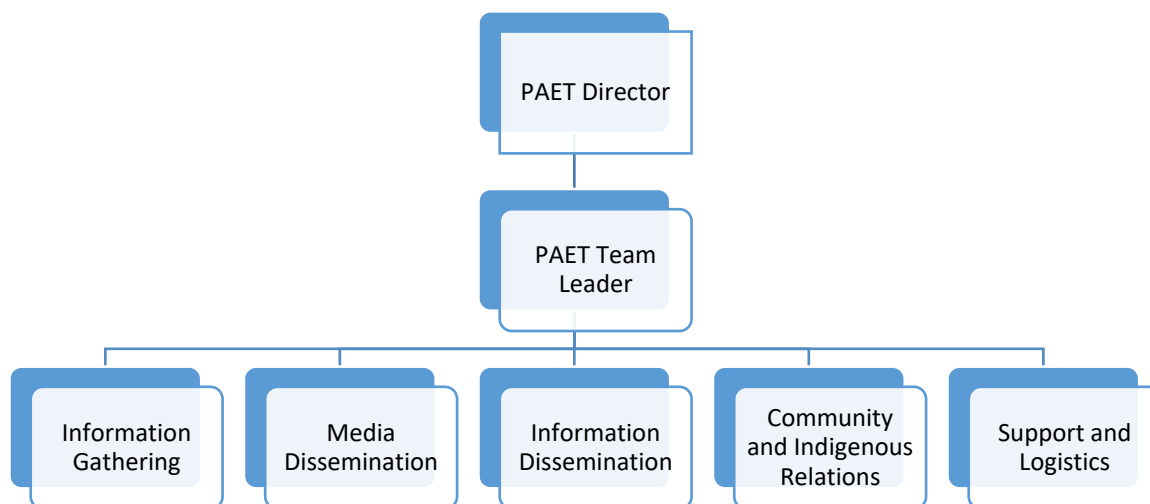 PAET Director
PAET Team
Leader
Information
Gathering
Media
Dissemination
Information
Dissemination
Community
and Indigenous
Relations
Support and
Logistics